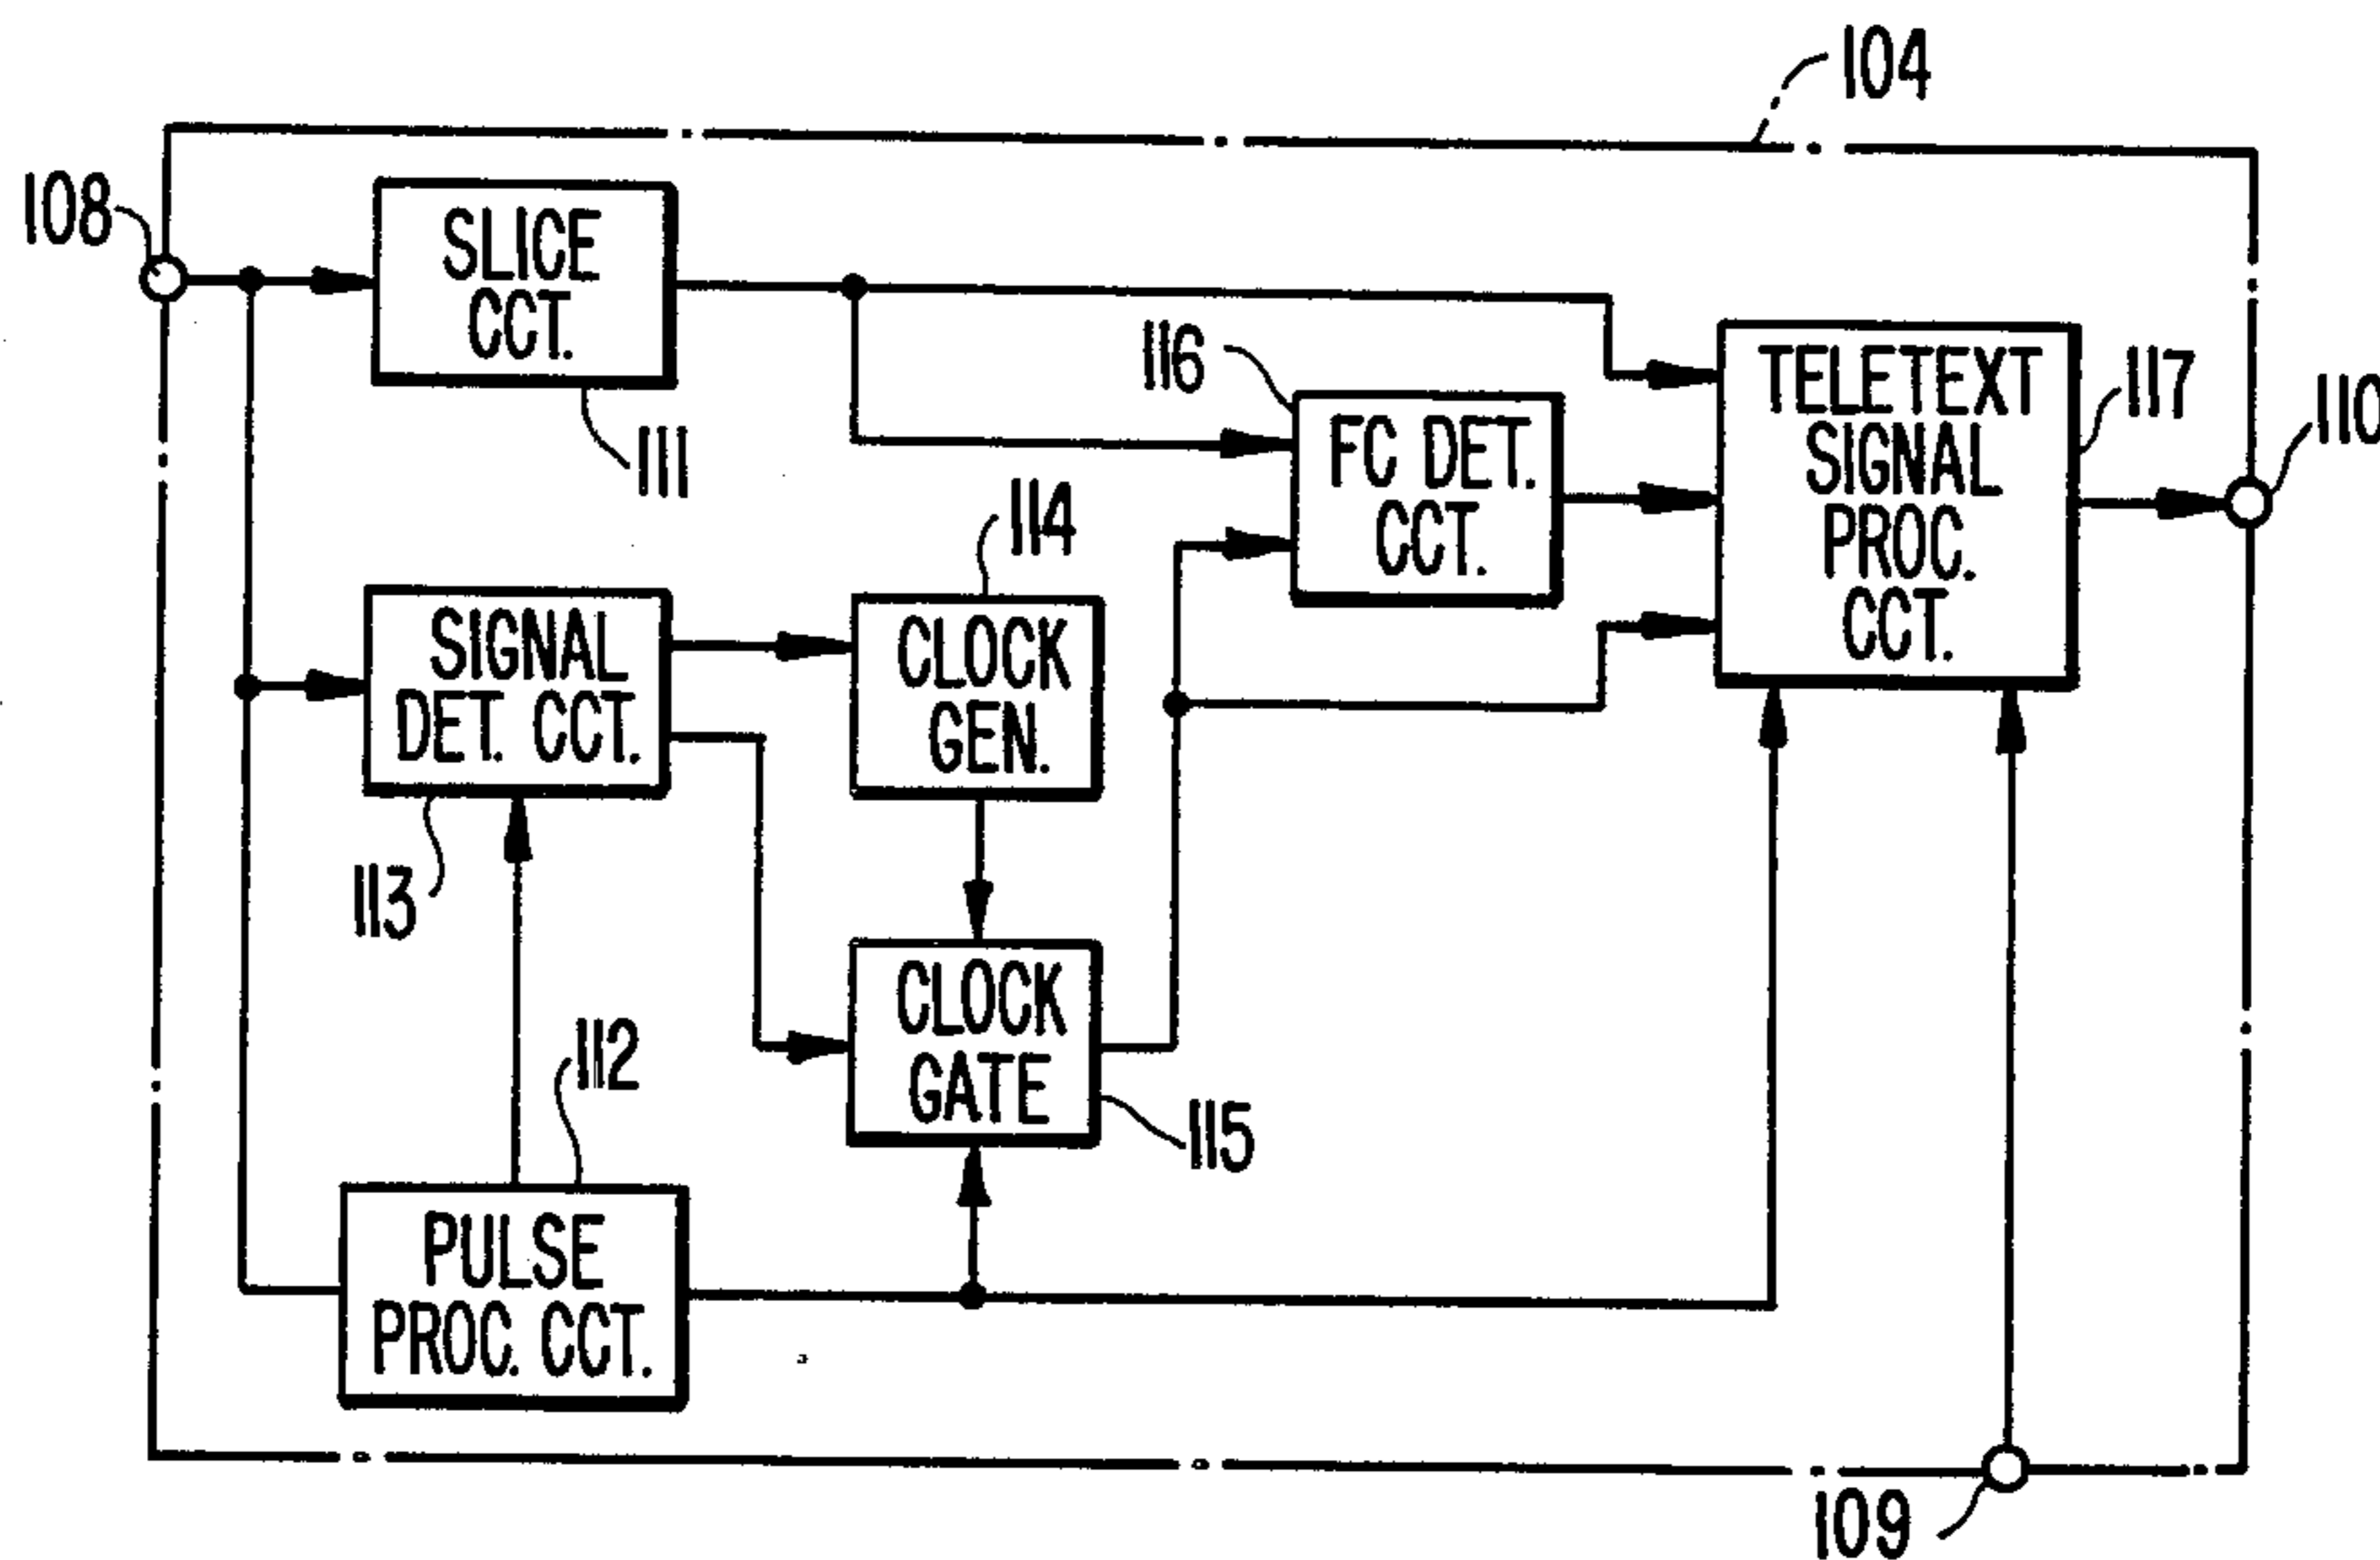 104
108
SLICE
CCT.
111
116
FC DET.
CCT.
TELETEXT
SIGNAL
PROC.
CCT.
117
110
114
SIGNAL
DET. CCT.
113
CLOCK
GEN.
CLOCK
GATE
115
112
PULSE
PROC. CCT.
109